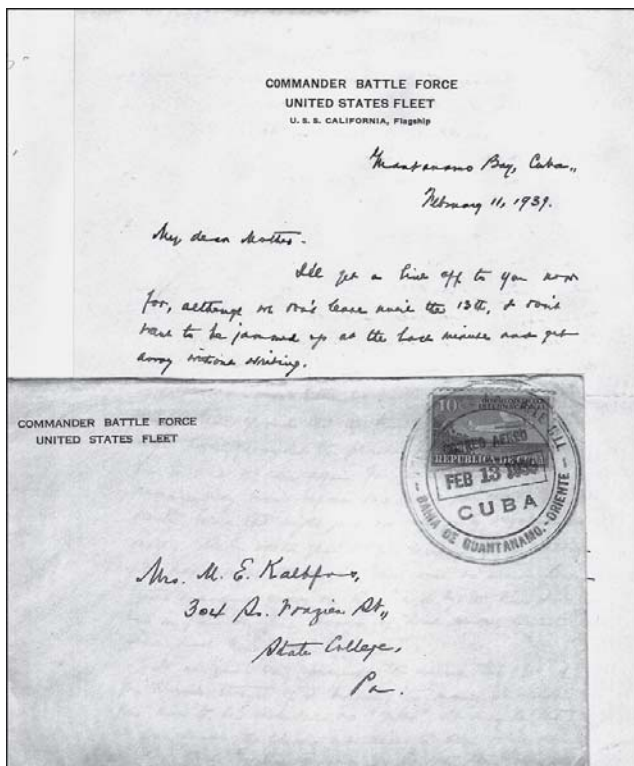 COMMANDER BATTLE FORCE
UNITED STATES FLEET
U. S. S. CALIFORNIA, Flagship
Guantanamo Bay, Cuba,,
February 11, 1939.
My dear Mother.
I'll get a line off to you now
for, although we don't leave until the 13th, I don't
want to be jammed up at the last minute and get
away without writing.
COMMANDER BATTLE FORCE
UNITED STATES FLEET
10¢
INTERNACIONAL
CORREO AEREO
REPUBLICA DE CUBA
FEB 13 1939
CUBA
BAHIA DE GUANTANAMO.-ORIENTE
Mrs. M. E.
304 So. Frazier St.,
State College,
Pa.